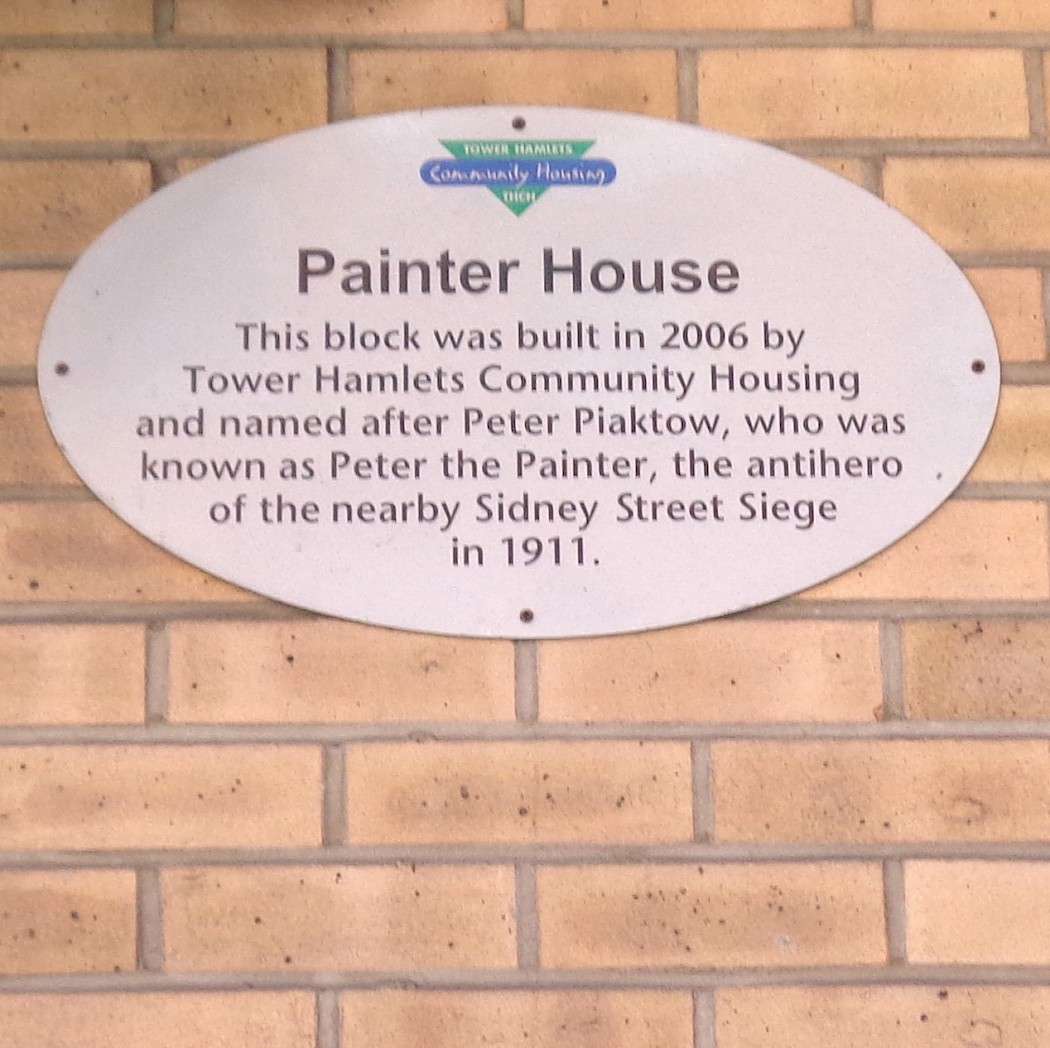 TOWER HAMLETS
Community Housing
THCH
Painter House
This block was built in 2006 by
Tower Hamlets Community Housing
and named after Peter Piaktow, who was
known as Peter the Painter, the antihero
of the nearby Sidney Street Siege
in 1911.